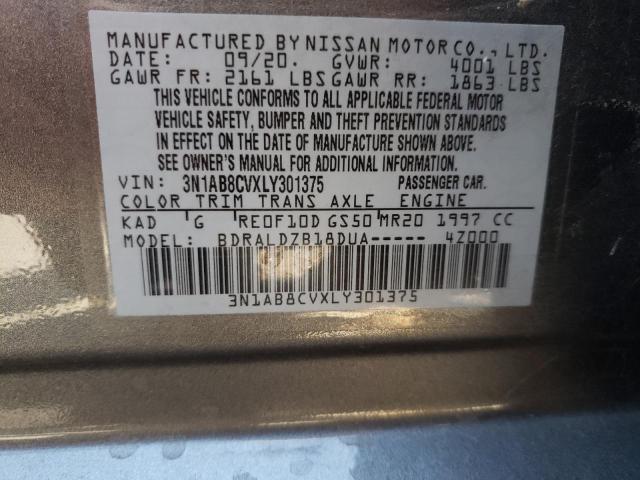 MANUFACTURED BY NISSAN MOTOR CO., LTD.
DATE: 09/20. GVWR: 4001 LBS
GAWR FR: 2161 LBS GAWR RR: 1863 LBS
THIS VEHICLE CONFORMS TO ALL APPLICABLE FEDERAL MOTOR
VEHICLE SAFETY, BUMPER AND THEFT PREVENTION STANDARDS
IN EFFECT ON THE DATE OF MANUFACTURE SHOWN ABOVE.
SEE OWNER'S MANUAL FOR ADDITIONAL INFORMATION.
VIN: 3N1AB8CVXLY301375 PASSENGER CAR.
COLOR TRIM TRANS AXLE ENGINE
KAD G RE0F10D GS50 MR20 1997 CC
MODEL: BDRALDZB18DUA----- 4Z000
3N1AB8CVXLY301375